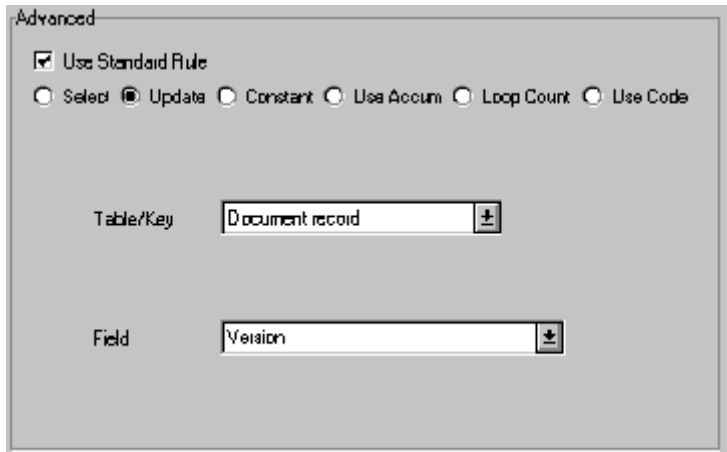 Advanced
Use Standard Rule
Select Update Constant Use Accum Loop Count Use Code
Table/Key Document record
Field Version